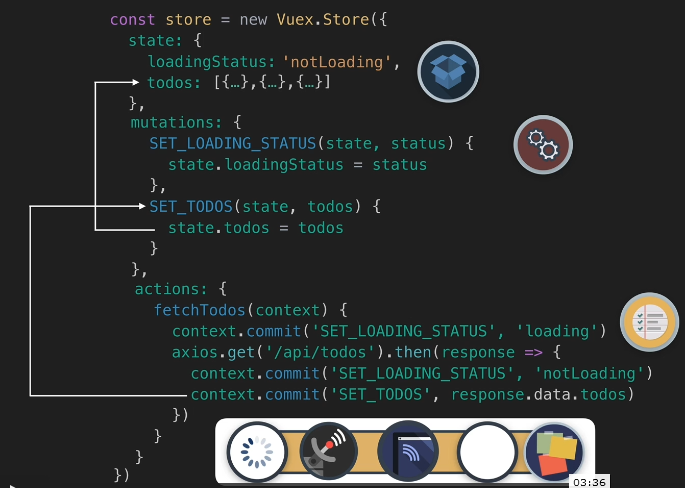 const store = new Vuex.Store({
state: {
loadingStatus: 'notLoading',
todos: [{…},{…},{…}]
},
mutations: {
SET_LOADING_STATUS(state, status) {
state.loadingStatus = status
},
SET_TODOS(state, todos) {
state.todos = todos
}
},
actions: {
fetchTodos(context) {
context.commit('SET_LOADING_STATUS', 'loading')
axios.get('/api/todos').then(response => {
context.commit('SET_LOADING_STATUS', 'notLoading')
context.commit('SET_TODOS', response.data.todos)
})
}
}
})
03:36